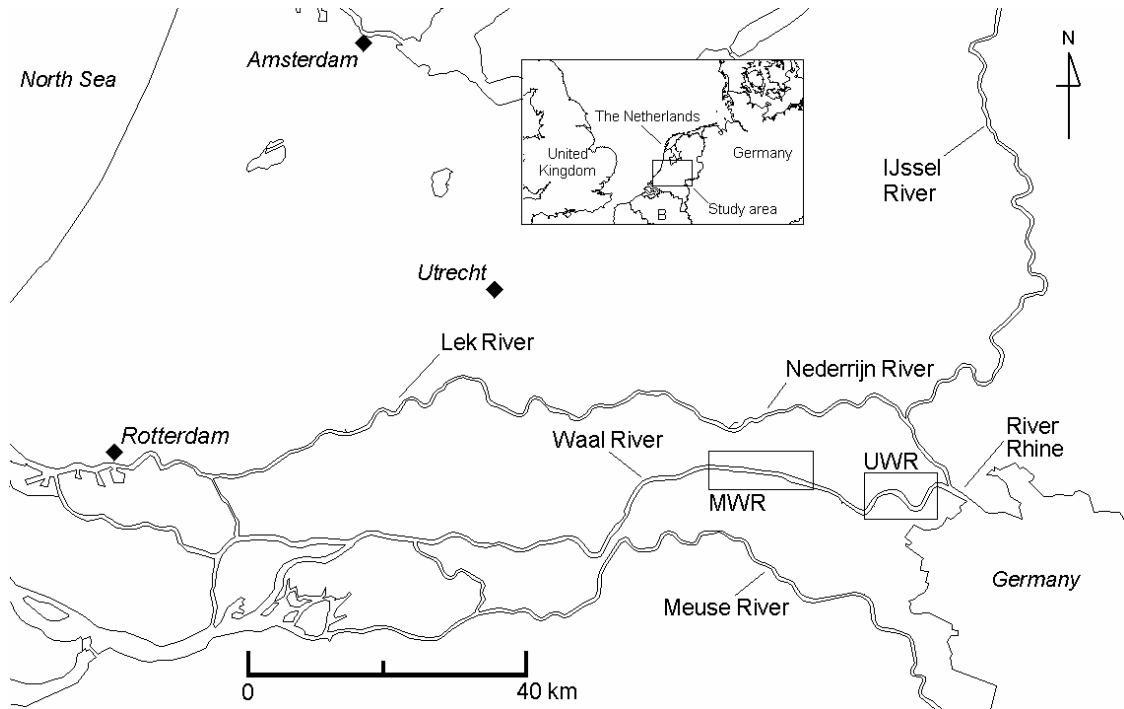 North Sea
Amsterdam
N
The Netherlands
United
Kingdom
Germany
B
Study area
IJssel
River
Utrecht
Lek River
Nederrijn River
Rotterdam
Waal River
River
Rhine
UWR
MWR
Germany
Meuse River
0
40 km